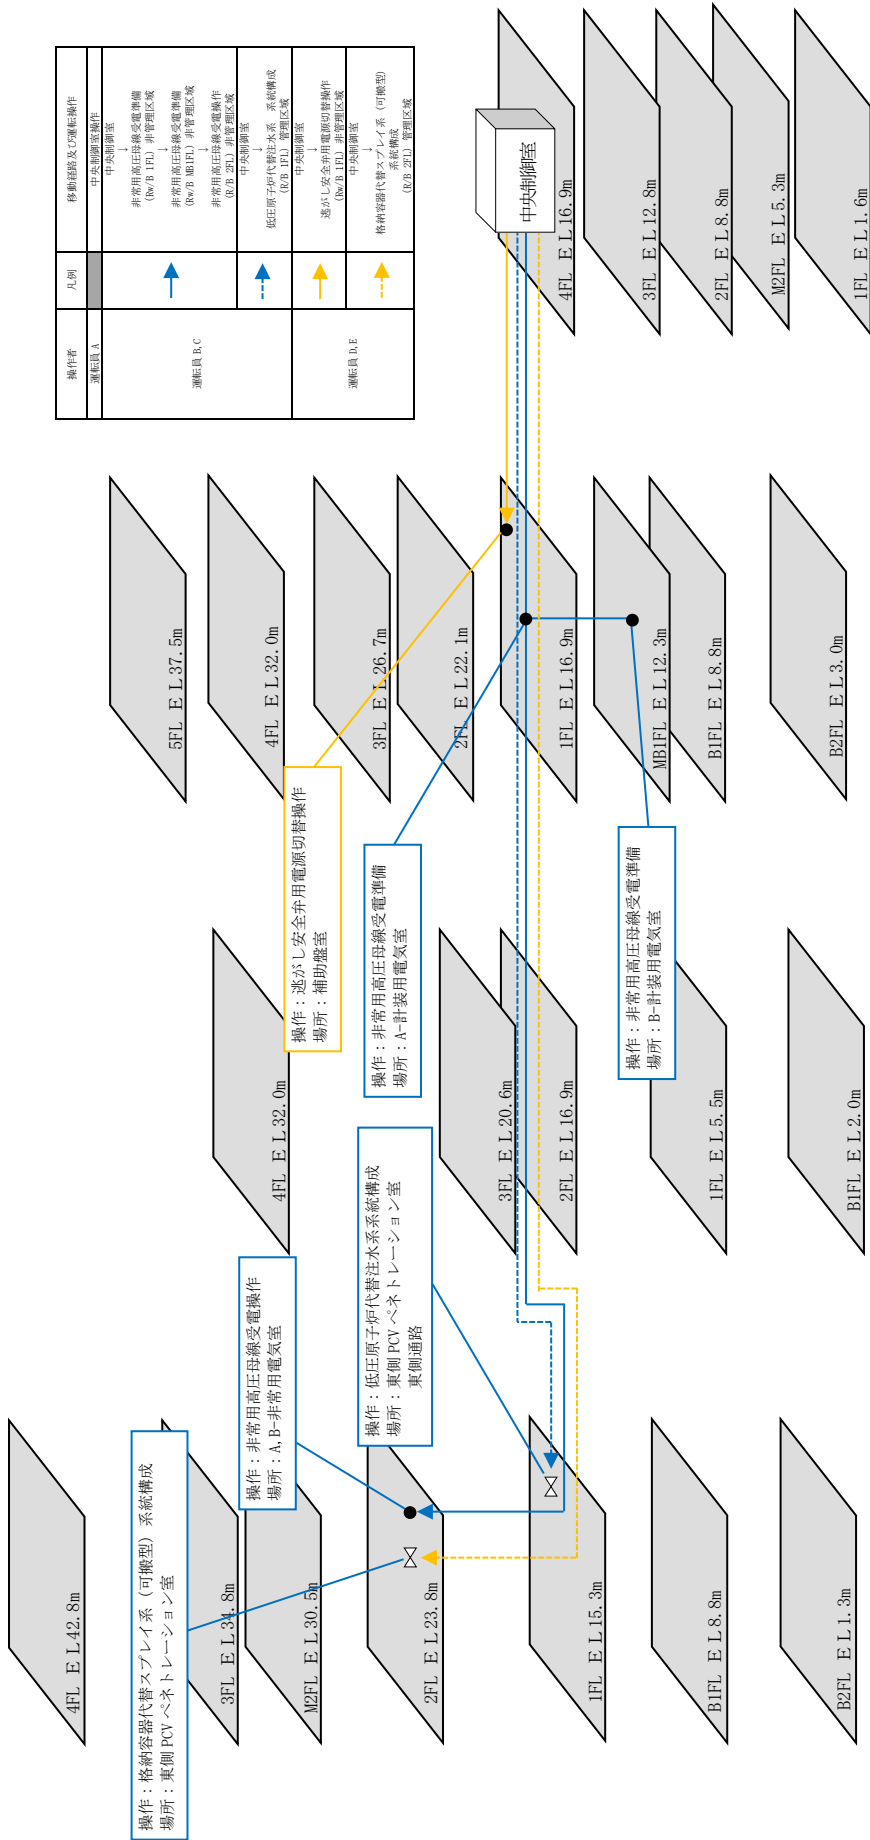 操作者
凡例
移動経路及び運転操作
運転員 A
中央制御室操作
運転員 B,C
中央制御室
↓
非常用高圧母線受電準備
(Rw/B 1FL) 非管理区域
↓
非常用高圧母線受電準備
(Rw/B MB1FL) 非管理区域
↓
非常用高圧母線受電操作
(R/B 2FL) 非管理区域
中央制御室
↓
低圧原子炉代替注水系 系統構成
(R/B 1FL) 管理区域
運転員 D,E
中央制御室
↓
逃がし安全弁用電源切替操作
(Rw/B 1FL) 非管理区域
中央制御室
↓
格納容器代替スプレイ系 (可搬型)
系統構成
(R/B 2FL) 管理区域
4FL EL42.8m
3FL EL34.8m
M2FL EL30.5m
2FL EL23.8m
1FL EL15.3m
B1FL EL8.8m
B2FL EL1.3m
操作：格納容器代替スプレイ系 (可搬型) 系統構成
場所：東側 PCV ペネトレーション室
操作：非常用高圧母線受電操作
場所：A,B-非常用電気室
操作：低圧原子炉代替注水系系統構成
場所：東側 PCV ペネトレーション室
東側通路
4FL EL32.0m
3FL EL20.6m
2FL EL16.9m
1FL EL5.5m
B1FL EL2.0m
操作：逃がし安全弁用電源切替操作
場所：補助盤室
操作：非常用高圧母線受電準備
場所：A-計装用電気室
操作：非常用高圧母線受電準備
場所：B-計装用電気室
5FL EL37.5m
4FL EL32.0m
3FL EL26.7m
2FL EL22.1m
1FL EL16.9m
MB1FL EL12.3m
B1FL EL8.8m
B2FL EL3.0m
中央制御室
4FL EL16.9m
3FL EL12.8m
2FL EL8.8m
M2FL EL5.3m
1FL EL1.6m